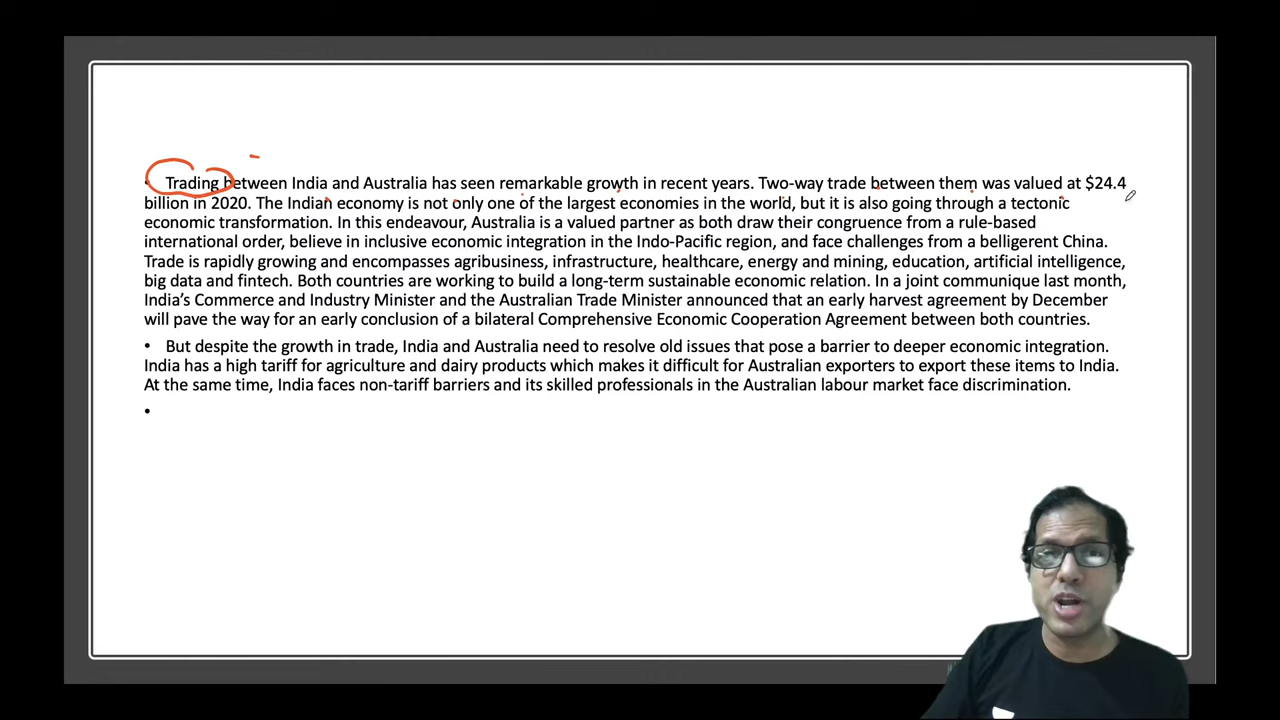 • Trading between India and Australia has seen remarkable growth in recent years. Two-way trade between them was valued at $24.4
billion in 2020. The Indian economy is not only one of the largest economies in the world, but it is also going through a tectonic
economic transformation. In this endeavour, Australia is a valued partner as both draw their congruence from a rule-based
international order, believe in inclusive economic integration in the Indo-Pacific region, and face challenges from a belligerent China.
Trade is rapidly growing and encompasses agribusiness, infrastructure, healthcare, energy and mining, education, artificial intelligence,
big data and fintech. Both countries are working to build a long-term sustainable economic relation. In a joint communique last month,
India's Commerce and Industry Minister and the Australian Trade Minister announced that an early harvest agreement by December
will pave the way for an early conclusion of a bilateral Comprehensive Economic Cooperation Agreement between both countries.
• But despite the growth in trade, India and Australia need to resolve old issues that pose a barrier to deeper economic integration.
India has a high tariff for agriculture and dairy products which makes it difficult for Australian exporters to export these items to India.
At the same time, India faces non-tariff barriers and its skilled professionals in the Australian labour market face discrimination.
•